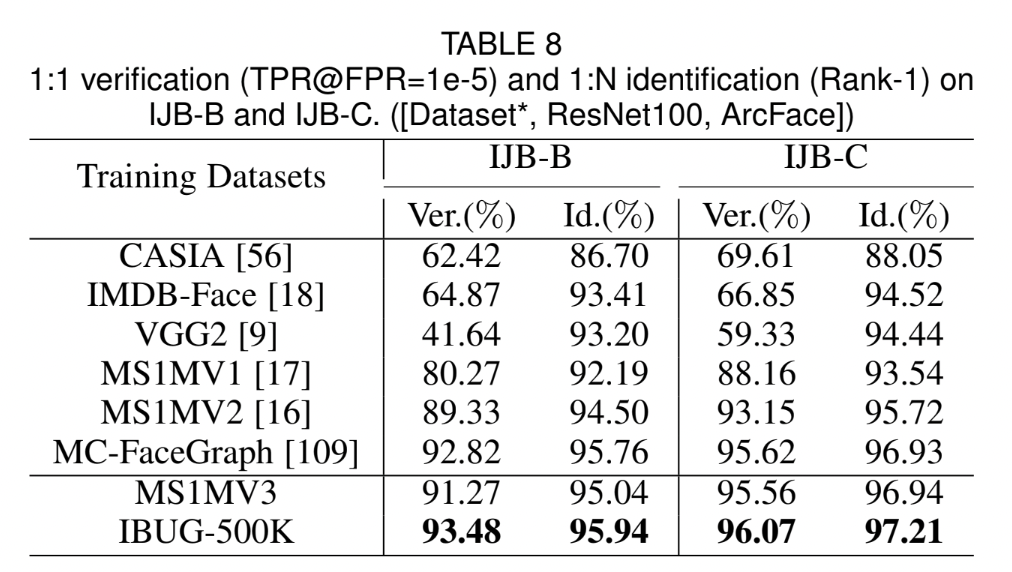 TABLE 8
1:1 verification (TPR@FPR=1e-5) and 1:N identification (Rank-1) on
IJB-B and IJB-C. ([Dataset*, ResNet100, ArcFace])
Training Datasets IJB-B IJB-C
Ver.(%) Id.(%) Ver.(%) Id.(%)
CASIA [56] 62.42 86.70 69.61 88.05
IMDB-Face [18] 64.87 93.41 66.85 94.52
VGG2 [9] 41.64 93.20 59.33 94.44
MS1MV1 [17] 80.27 92.19 88.16 93.54
MS1MV2 [16] 89.33 94.50 93.15 95.72
MC-FaceGraph [109] 92.82 95.76 95.62 96.93
MS1MV3 91.27 95.04 95.56 96.94
IBUG-500K 93.48 95.94 96.07 97.21